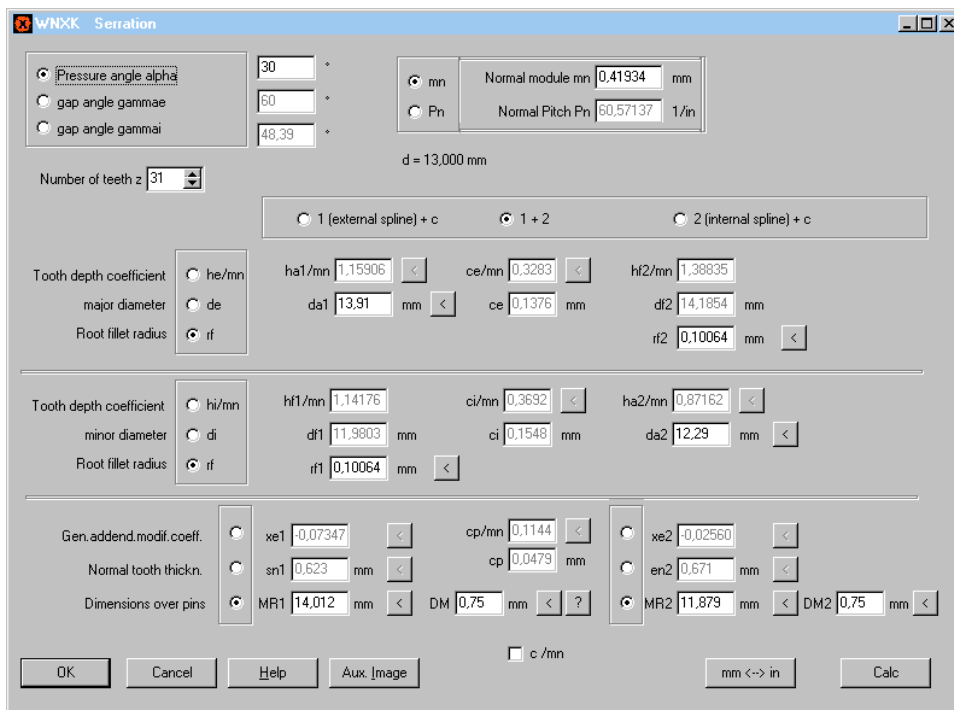 WNXK Serration
Pressure angle alpha 30 °
gap angle gammae 60 °
gap angle gammai 48,39 °
mn Normal module mn 0,41934 mm
Pn Normal Pitch Pn 60,57137 1/in
d = 13,000 mm
Number of teeth z 31
1 (external spline) + c 1 + 2 2 (internal spline) + c
Tooth depth coefficient he/mn ha1/mn 1,15906 < ce/mn 0,3283 < hf2/mn 1,38835
major diameter de da1 13,91 mm < ce 0,1376 mm df2 14,1854 mm
Root fillet radius rf rf2 0,10064 mm <
Tooth depth coefficient hi/mn hf1/mn 1,14176 ci/mn 0,3692 < ha2/mn 0,87162 <
minor diameter di df1 11,9803 mm ci 0,1548 mm da2 12,29 mm <
Root fillet radius rf rf1 0,10064 mm <
Gen.addend.modif.coeff. xe1 -0,07347 < cp/mn 0,1144 < xe2 -0,02560 <
Normal tooth thickn. sn1 0,623 mm < cp 0,0479 mm en2 0,671 mm <
Dimensions over pins MR1 14,012 mm < DM 0,75 mm < ? MR2 11,879 mm < DM2 0,75 mm <
c /mn
OK Cancel Help Aux. Image mm <--> in Calc